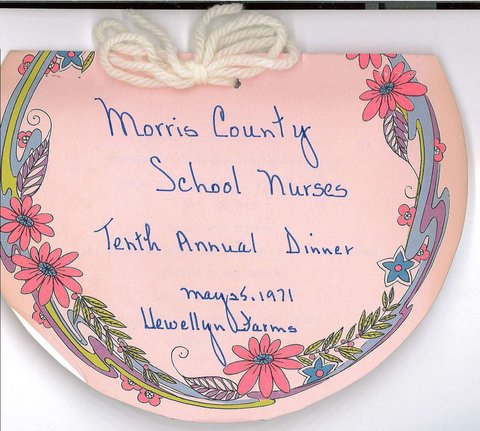 Morris County
School Nurses
Tenth Annual Dinner
May 25, 1971
Llewellyn Farms